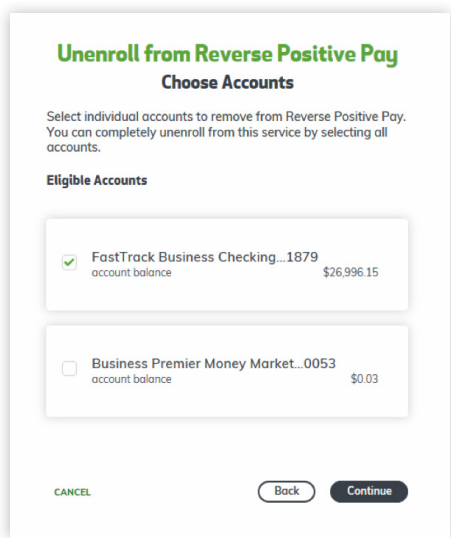 Unenroll from Reverse Positive Pay
Choose Accounts
Select individual accounts to remove from Reverse Positive Pay.
You can completely unenroll from this service by selecting all
accounts.
Eligible Accounts
FastTrack Business Checking...1879
account balance $26,996.15
Business Premier Money Market...0053
account balance $0.03
CANCEL Back Continue